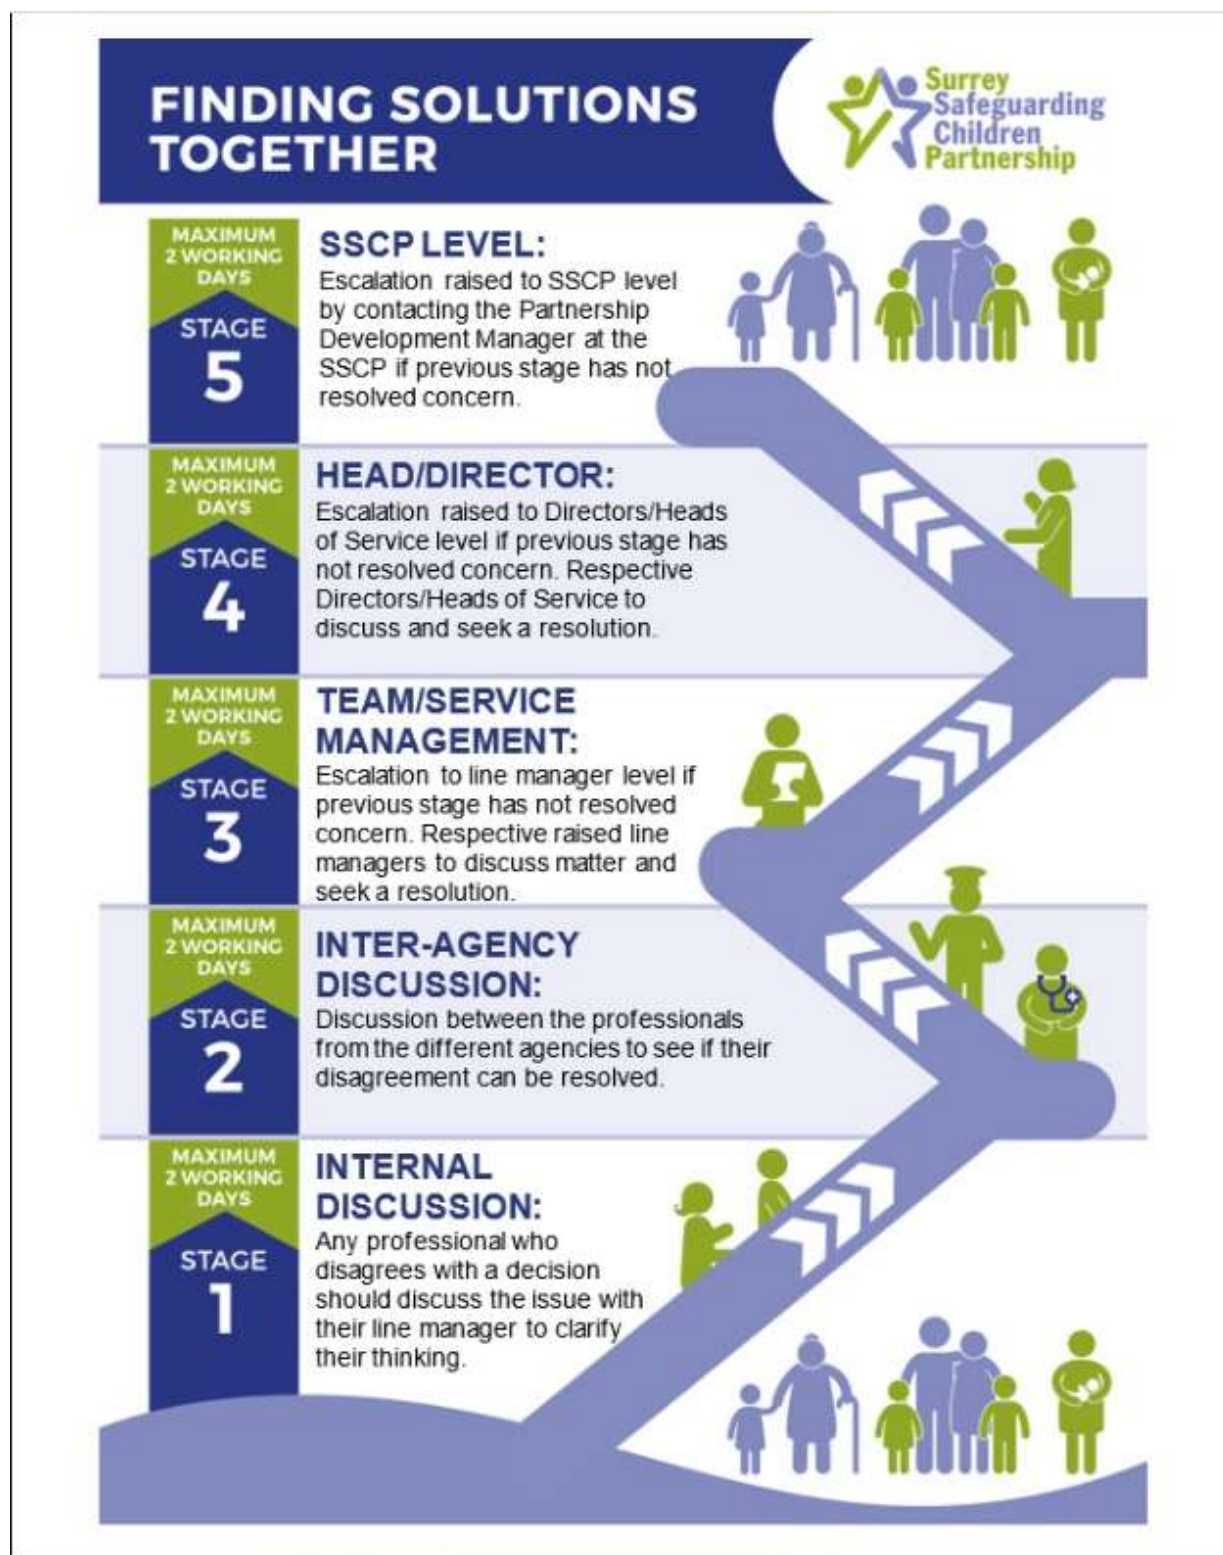 FINDING SOLUTIONS
TOGETHER
Surrey
Safeguarding
Children
Partnership
MAXIMUM
2 WORKING
DAYS
STAGE
5
SSCP LEVEL:
Escalation raised to SSCP level
by contacting the Partnership
Development Manager at the
SSCP if previous stage has not
resolved concern.
MAXIMUM
2 WORKING
DAYS
STAGE
4
HEAD/DIRECTOR:
Escalation raised to Directors/Heads
of Service level if previous stage has
not resolved concern. Respective
Directors/Heads of Service to
discuss and seek a resolution.
MAXIMUM
2 WORKING
DAYS
STAGE
3
TEAM/SERVICE
MANAGEMENT:
Escalation to line manager level if
previous stage has not resolved
concern. Respective raised line
managers to discuss matter and
seek a resolution.
MAXIMUM
2 WORKING
DAYS
STAGE
2
INTER-AGENCY
DISCUSSION:
Discussion between the professionals
from the different agencies to see if their
disagreement can be resolved.
MAXIMUM
2 WORKING
DAYS
STAGE
1
INTERNAL
DISCUSSION:
Any professional who
disagrees with a decision
should discuss the issue with
their line manager to clarify
their thinking.